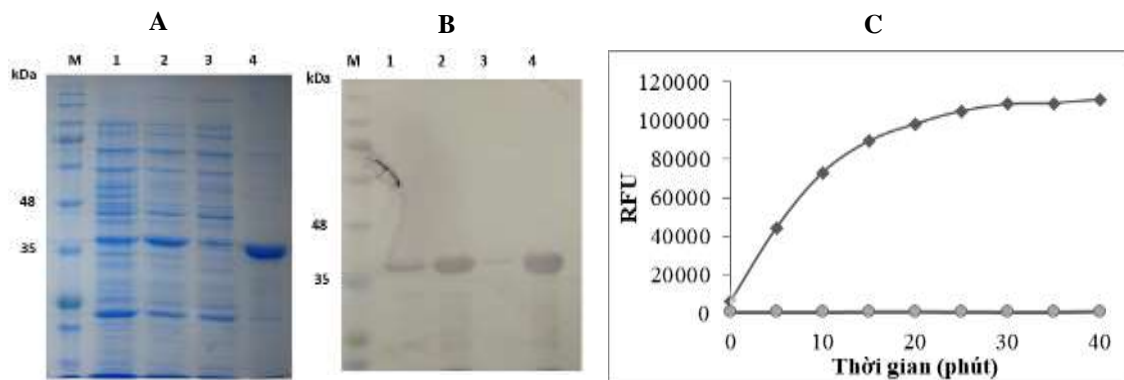 A
B
C
M 1 2 3 4
kDa
48
35
M 1 2 3 4
kDa
48
35
120000
100000
80000
60000
40000
20000
0
RFU
0 10 20 30 40
Thời gian (phút)